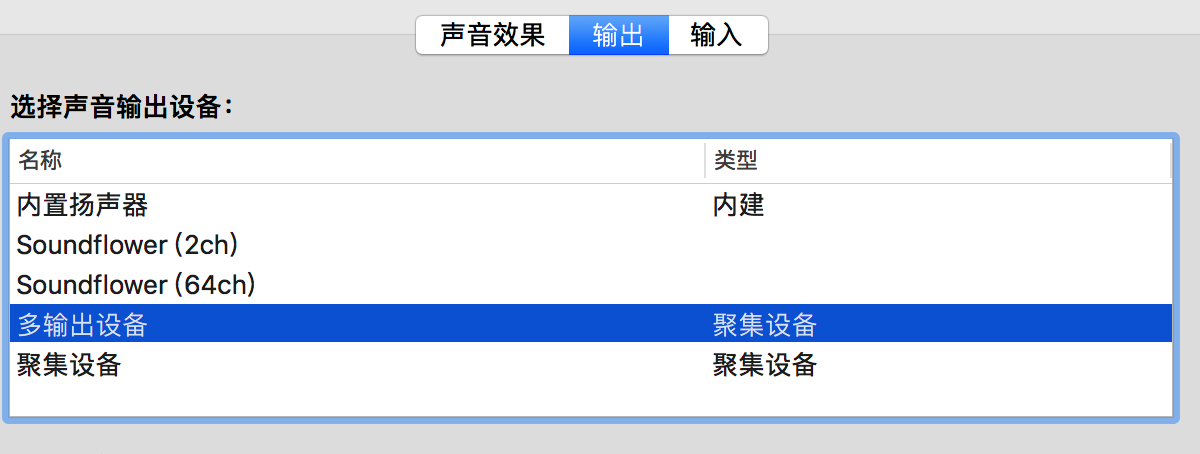 声音效果 输出 输入
选择声音输出设备：
名称 类型
内置扬声器 内建
Soundflower (2ch)
Soundflower (64ch)
多输出设备 聚集设备
聚集设备 聚集设备